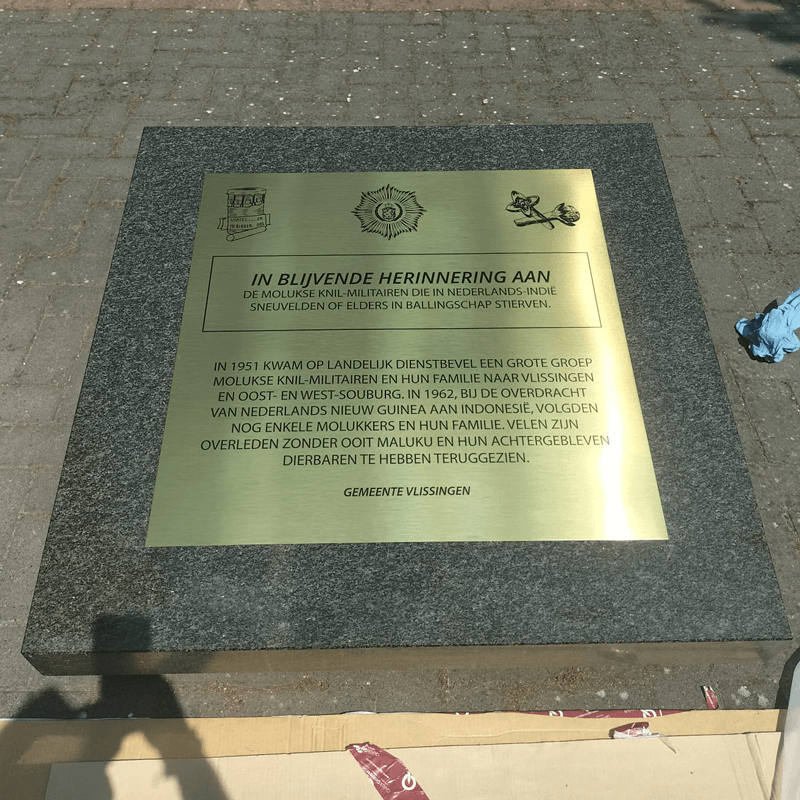 IN BLIJVENDE HERINNERING AAN
DE MOLUKSE KNIL-MILITAIREN DIE IN NEDERLANDS-INDIË
SNEUVELDEN OF ELDERS IN BALLINGSCHAP STIERVEN.
IN 1951 KWAM OP LANDELIJK DIENSTBEVEL EEN GROTE GROEP
MOLUKSE KNIL-MILITAIREN EN HUN FAMILIE NAAR VLISSINGEN
EN OOST- EN WEST-SOUBURG. IN 1962, BIJ DE OVERDRACHT
VAN NEDERLANDS NIEUW GUINEA AAN INDONESIË, VOLGDEN
NOG ENKELE MOLUKKERS EN HUN FAMILIE. VELEN ZIJN
OVERLEDEN ZONDER OOIT MALUKU EN HUN ACHTERGEBLEVEN
DIERBAREN TE HEBBEN TERUGGEZIEN.
GEMEENTE VLISSINGEN